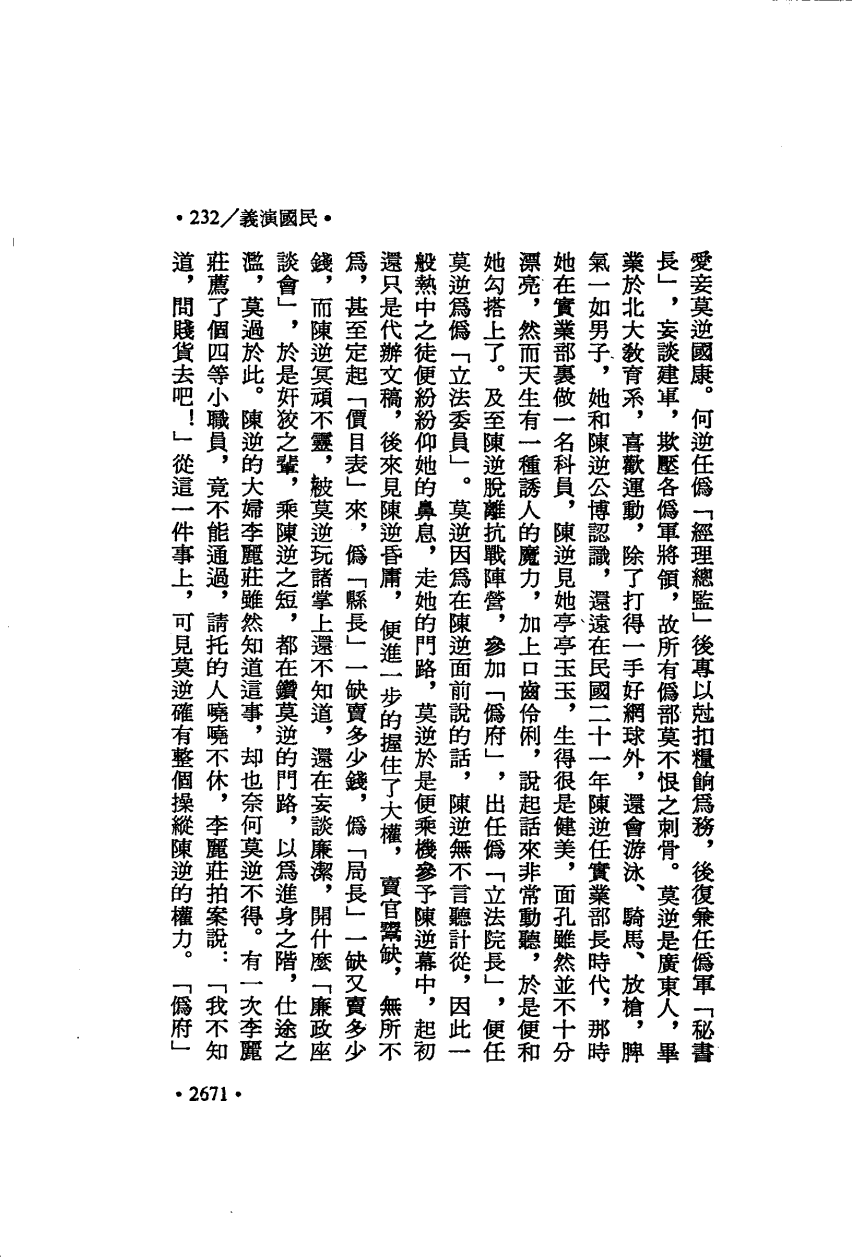 •232／義演國民•
愛妾莫逆國康。何逆任僞「經理總監」後專以尅扣糧餉爲務，後復兼任僞軍「秘書
長」，妄談建軍，欺壓各僞軍將領，故所有僞部莫不恨之刺骨。莫逆是廣東人，畢
業於北大教育系，喜歡運動，除了打得一手好網球外，還會游泳、騎馬、放槍，脾
氣一如男子，她和陳逆公博認識，還遠在民國二十一年陳逆任實業部長時代，那時
她在實業部裏做一名科員，陳逆見她亭亭玉玉，生得很是健美，面孔雖然並不十分
漂亮，然而天生有一種誘人的魔力，加上口齒伶俐，說起話來非常動聽，於是便和
她勾搭上了。及至陳逆脫離抗戰陣營，參加「僞府」，出任僞「立法院長」，便任
莫逆爲僞「立法委員」。莫逆因爲在陳逆面前說的話，陳逆無不言聽計從，因此一
般熱中之徒便紛紛仰她的鼻息，走她的門路，莫逆於是便乘機參予陳逆幕中，起初
還只是代辦文稿，後來見陳逆昏庸，便進一步的握住了大權，賣官鬻缺，無所不
爲，甚至定起「價目表」來，僞「縣長」一缺賣多少錢，僞「局長」一缺又賣多少
錢，而陳逆冥頑不靈，被莫逆玩諸掌上還不知道，還在妄談廉潔，開什麼「廉政座
談會」，於是奸狡之輩，乘陳逆之短，都在鑽莫逆的門路，以爲進身之階，仕途之
濫，莫過於此。陳逆的大婦李麗莊雖然知道這事，却也奈何莫逆不得。有一次李麗
莊薦了個四等小職員，竟不能通過，請托的人嘵嘵不休，李麗莊拍案說：「我不知
道，問賤貨去吧！」從這一件事上，可見莫逆確有整個操縱陳逆的權力。「僞府」
•2671•